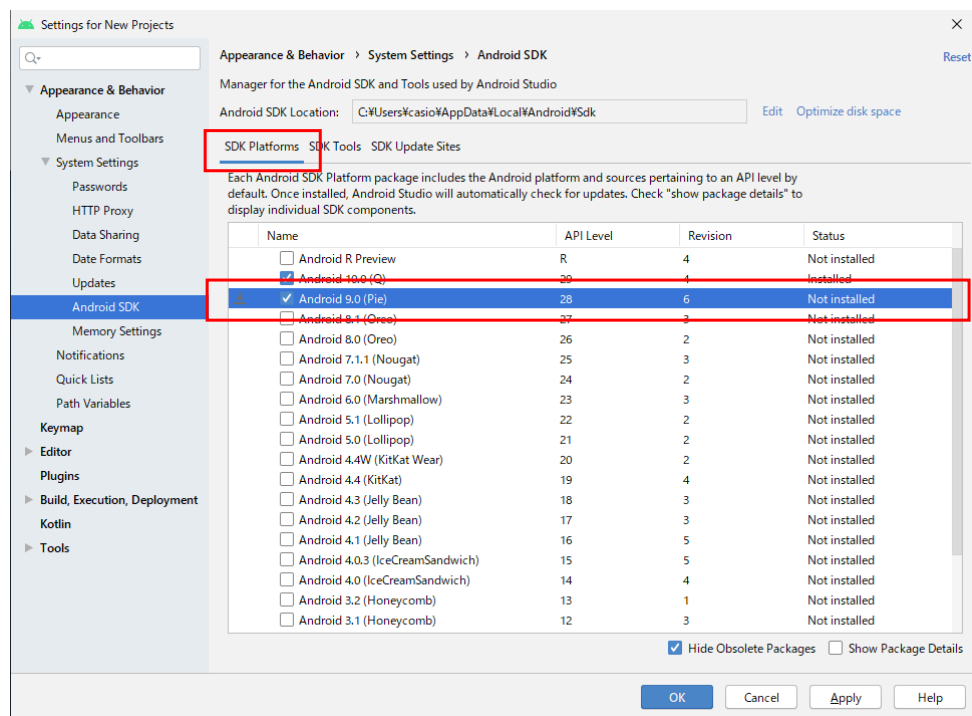 Settings for New Projects
Appearance & Behavior
Appearance
Menus and Toolbars
System Settings
Passwords
HTTP Proxy
Data Sharing
Date Formats
Updates
Android SDK
Memory Settings
Notifications
Quick Lists
Path Variables
Keymap
Editor
Plugins
Build, Execution, Deployment
Kotlin
Tools
Appearance & Behavior › System Settings › Android SDK
Reset
Manager for the Android SDK and Tools used by Android Studio
Android SDK Location: C:¥Users¥casio¥AppData¥Local¥Android¥Sdk Edit Optimize disk space
SDK Platforms SDK Tools SDK Update Sites
Each Android SDK Platform package includes the Android platform and sources pertaining to an API level by
default. Once installed, Android Studio will automatically check for updates. Check "show package details" to
display individual SDK components.
Name API Level Revision Status
Android R Preview R 4 Not installed
Android 10.0 (Q) 29 4 Installed
Android 9.0 (Pie) 28 6 Not installed
Android 8.1 (Oreo) 27 3 Not installed
Android 8.0 (Oreo) 26 2 Not installed
Android 7.1.1 (Nougat) 25 3 Not installed
Android 7.0 (Nougat) 24 2 Not installed
Android 6.0 (Marshmallow) 23 3 Not installed
Android 5.1 (Lollipop) 22 2 Not installed
Android 5.0 (Lollipop) 21 2 Not installed
Android 4.4W (KitKat Wear) 20 2 Not installed
Android 4.4 (KitKat) 19 4 Not installed
Android 4.3 (Jelly Bean) 18 3 Not installed
Android 4.2 (Jelly Bean) 17 3 Not installed
Android 4.1 (Jelly Bean) 16 5 Not installed
Android 4.0.3 (IceCreamSandwich) 15 5 Not installed
Android 4.0 (IceCreamSandwich) 14 4 Not installed
Android 3.2 (Honeycomb) 13 1 Not installed
Android 3.1 (Honeycomb) 12 3 Not installed
Hide Obsolete Packages Show Package Details
OK Cancel Apply Help